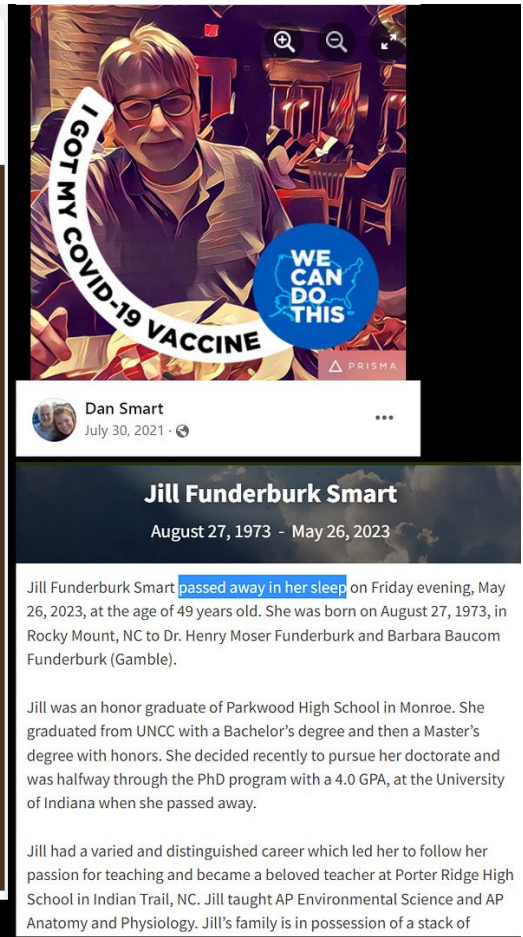 I GOT MY COVID-19 VACCINE
WE
CAN
DO
THIS
PRISMA
Dan Smart
July 30, 2021 ·
Jill Funderburk Smart
August 27, 1973 - May 26, 2023
Jill Funderburk Smart passed away in her sleep on Friday evening, May
26, 2023, at the age of 49 years old. She was born on August 27, 1973, in
Rocky Mount, NC to Dr. Henry Moser Funderburk and Barbara Baucom
Funderburk (Gamble).
Jill was an honor graduate of Parkwood High School in Monroe. She
graduated from UNCC with a Bachelor's degree and then a Master's
degree with honors. She decided recently to pursue her doctorate and
was halfway through the PhD program with a 4.0 GPA, at the University
of Indiana when she passed away.
Jill had a varied and distinguished career which led her to follow her
passion for teaching and became a beloved teacher at Porter Ridge High
School in Indian Trail, NC. Jill taught AP Environmental Science and AP
Anatomy and Physiology. Jill's family is in possession of a stack of